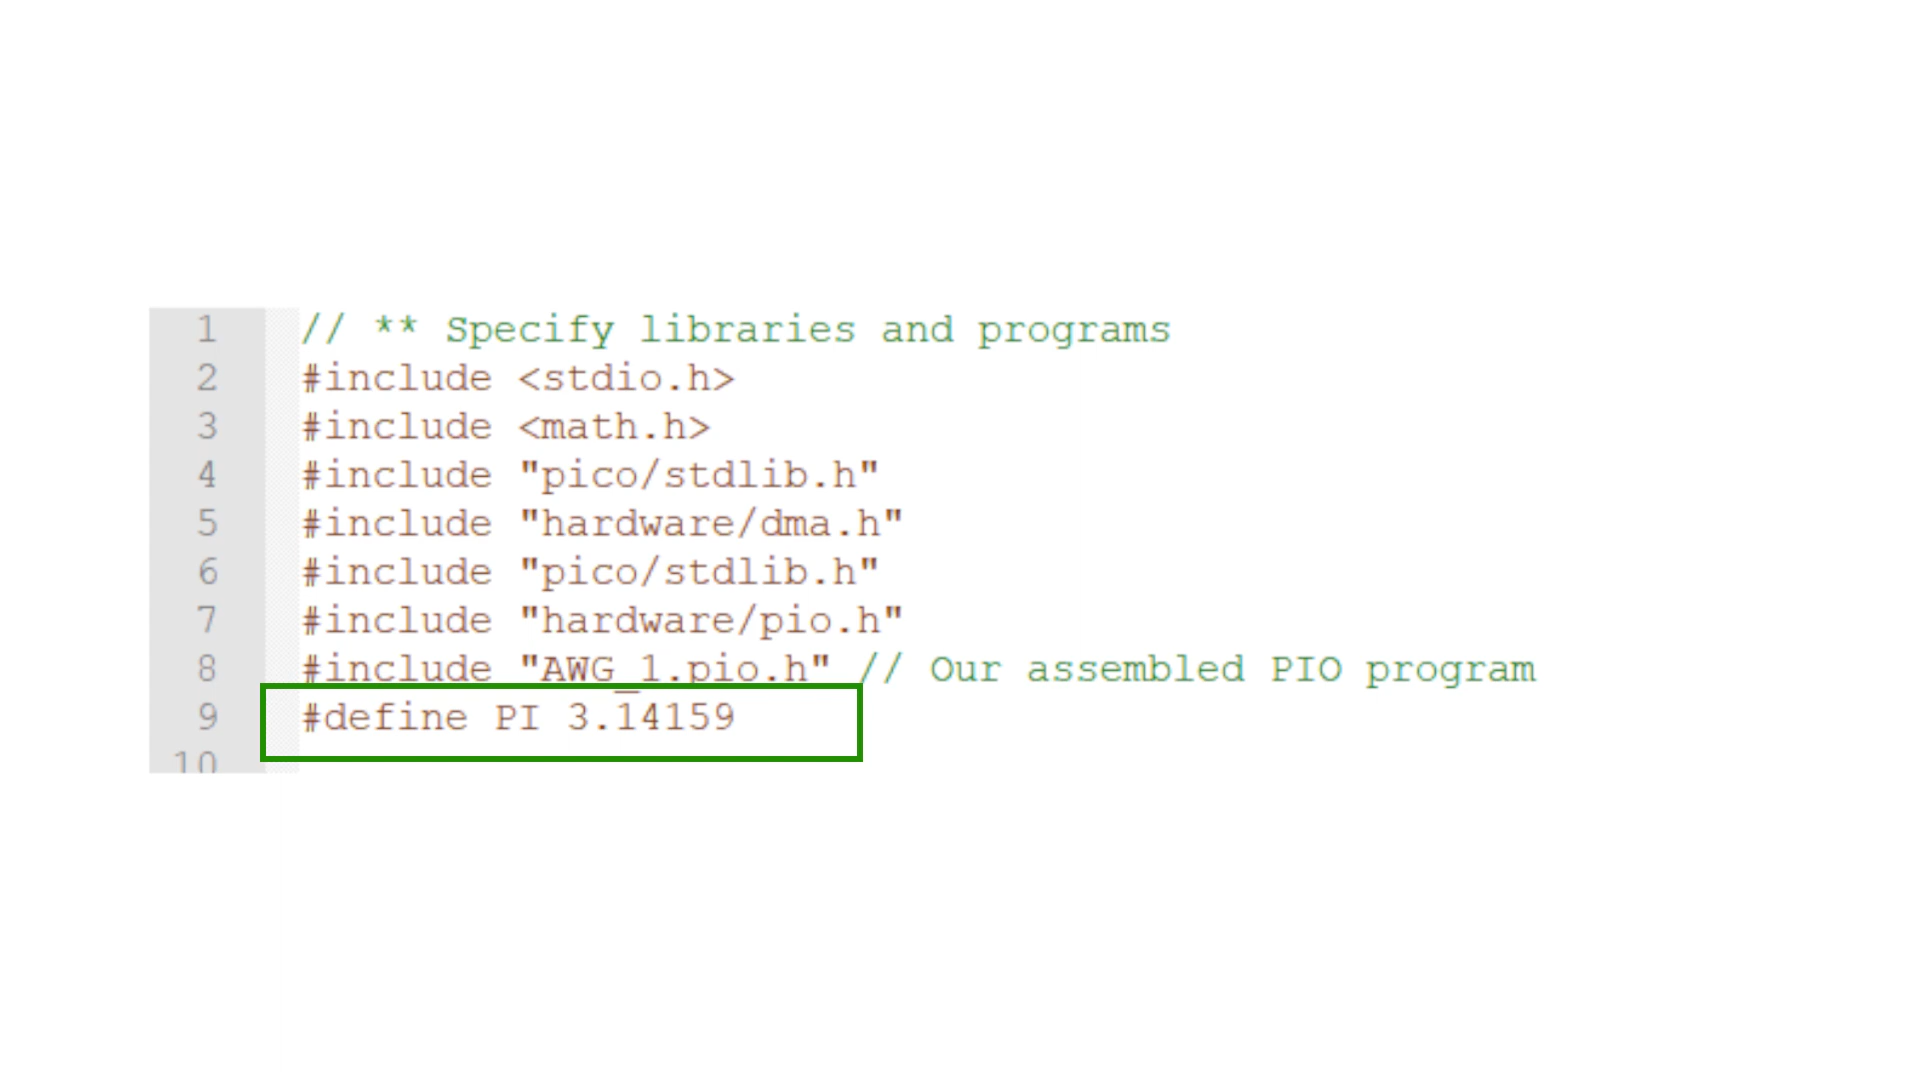 1 // ** Specify libraries and programs
2 #include <stdio.h>
3 #include <math.h>
4 #include "pico/stdlib.h"
5 #include "hardware/dma.h"
6 #include "pico/stdlib.h"
7 #include "hardware/pio.h"
8 #include "AWG_1.pio.h" // Our assembled PIO program
9 #define PI 3.14159
10